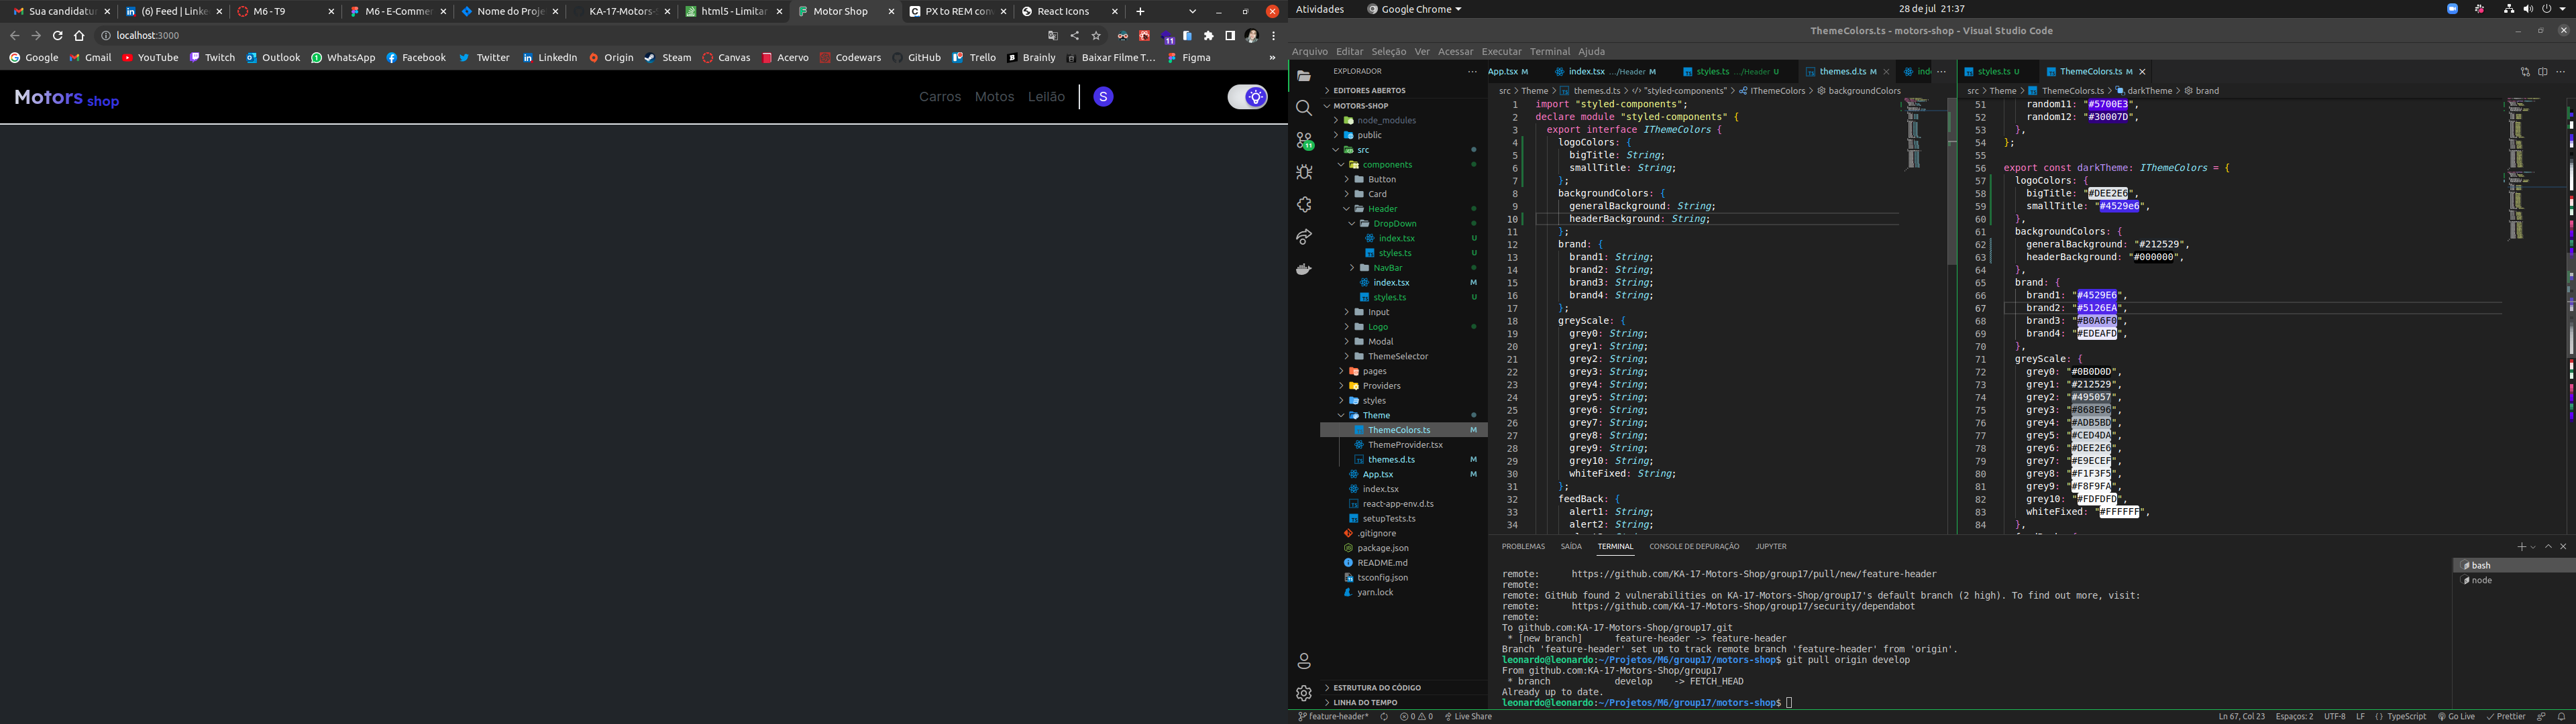 Sua candidatu
(6) Feed | Linke
M6 - T9
M6 - E-Commer
Nome do Proje
KA-17-Motors-S
html5 - Limitar
Motor Shop
PX to REM con
React Icons
localhost:3000
11
Google Gmail YouTube Twitch Outlook WhatsApp Facebook Twitter LinkedIn Origin Steam Canvas Acervo Codewars GitHub Trello Brainly Baixar Filme T... Figma »
Motors shop
Carros Motos Leilão S
Atividades Google Chrome 28 de jul 21:37
ThemeColors.ts - motors-shop - Visual Studio Code
Arquivo Editar Seleção Ver Acessar Executar Terminal Ajuda
EXPLORADOR ...
EDITORES ABERTOS
MOTORS-SHOP
node_modules
public
src
components
Button
Card
Header
DropDown
index.tsx U
styles.ts U
NavBar
index.tsx M
styles.ts U
Input
Logo
Modal
ThemeSelector
pages
Providers
styles
Theme
ThemeColors.ts M
ThemeProvider.tsx
themes.d.ts M
App.tsx M
index.tsx
react-app-env.d.ts
setupTests.ts
.gitignore
package.json
README.md
tsconfig.json
yarn.lock
ESTRUTURA DO CÓDIGO
LINHA DO TEMPO
11
App.tsx M index.tsx .../Header M styles.ts .../Header U themes.d.ts M ind ...
src > Theme > themes.d.ts > "styled-components" > IThemeColors > backgroundColors
1 import "styled-components";
2 declare module "styled-components" {
3 export interface IThemeColors {
4 logoColors: {
5 bigTitle: String;
6 smallTitle: String;
7 };
8 backgroundColors: {
9 generalBackground: String;
10 headerBackground: String;
11 };
12 brand: {
13 brand1: String;
14 brand2: String;
15 brand3: String;
16 brand4: String;
17 };
18 greyScale: {
19 grey0: String;
20 grey1: String;
21 grey2: String;
22 grey3: String;
23 grey4: String;
24 grey5: String;
25 grey6: String;
26 grey7: String;
27 grey8: String;
28 grey9: String;
29 grey10: String;
30 whiteFixed: String;
31 };
32 feedBack: {
33 alert1: String;
34 alert2: String;
styles.ts U ThemeColors.ts M
src > Theme > ThemeColors.ts > darkTheme > brand
51 random11: "#5700E3",
52 random12: "#30007D",
53 },
54 };
55
56 export const darkTheme: IThemeColors = {
57 logoColors: {
58 bigTitle: "#DEE2E6",
59 smallTitle: "#4529e6",
60 },
61 backgroundColors: {
62 generalBackground: "#212529",
63 headerBackground: "#000000",
64 },
65 brand: {
66 brand1: "#4529E6",
67 brand2: "#5126EA",
68 brand3: "#B0A6F0",
69 brand4: "#EDEAFD",
70 },
71 greyScale: {
72 grey0: "#0B0D0D",
73 grey1: "#212529",
74 grey2: "#495057",
75 grey3: "#868E96",
76 grey4: "#ADB5BD",
77 grey5: "#CED4DA",
78 grey6: "#DEE2E6",
79 grey7: "#E9ECEF",
80 grey8: "#F1F3F5",
81 grey9: "#F8F9FA",
82 grey10: "#FDFDFD",
83 whiteFixed: "#FFFFFF",
84 },
PROBLEMAS SAÍDA TERMINAL CONSOLE DE DEPURAÇÃO JUPYTER
remote: https://github.com/KA-17-Motors-Shop/group17/pull/new/feature-header
remote:
remote: GitHub found 2 vulnerabilities on KA-17-Motors-Shop/group17's default branch (2 high). To find out more, visit:
remote: https://github.com/KA-17-Motors-Shop/group17/security/dependabot
remote:
To github.com:KA-17-Motors-Shop/group17.git
* [new branch] feature-header -> feature-header
Branch 'feature-header' set up to track remote branch 'feature-header' from 'origin'.
leonardo@leonardo:~/Projetos/M6/group17/motors-shop$ git pull origin develop
From github.com:KA-17-Motors-Shop/group17
* branch develop -> FETCH_HEAD
Already up to date.
leonardo@leonardo:~/Projetos/M6/group17/motors-shop$
bash
node
feature-header* 0 0 Live Share Ln 67, Col 23 Espaços: 2 UTF-8 LF {} TypeScript Go Live Prettier